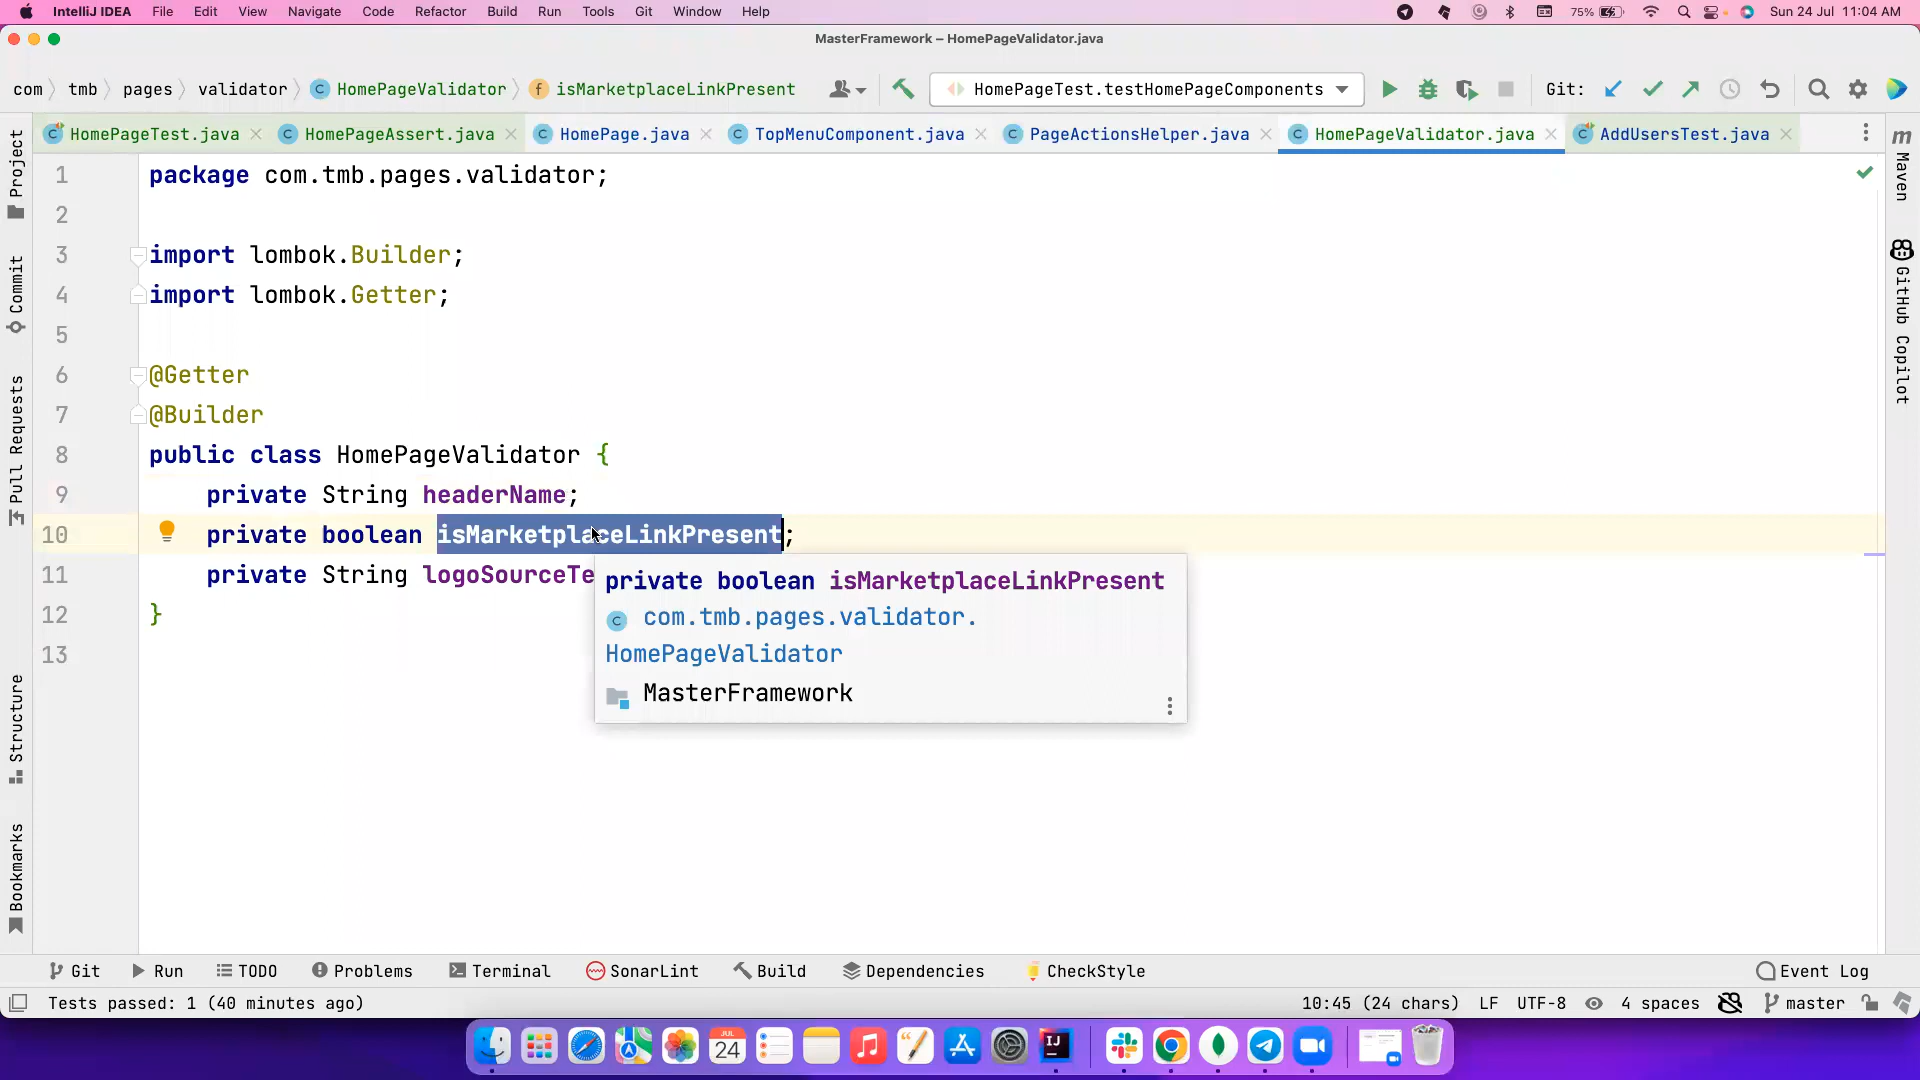 IntelliJ IDEA File Edit View Navigate Code Refactor Build Run Tools Git Window Help 75% Sun 24 Jul 11:04 AM
MasterFramework – HomePageValidator.java
com tmb pages validator HomePageValidator isMarketplaceLinkPresent HomePageTest.testHomePageComponents Git:
HomePageTest.java HomePageAssert.java HomePage.java TopMenuComponent.java PageActionsHelper.java HomePageValidator.java AddUsersTest.java
Project
Commit
Pull Requests
Structure
Bookmarks
1 package com.tmb.pages.validator;
2
3 import lombok.Builder;
4 import lombok.Getter;
5
6 @Getter
7 @Builder
8 public class HomePageValidator {
9 private String headerName;
10 private boolean isMarketplaceLinkPresent;
11 private String logoSourceTe
12 }
13
private boolean isMarketplaceLinkPresent
com.tmb.pages.validator.
HomePageValidator
MasterFramework
m Maven
GitHub Copilot
Git Run TODO Problems Terminal SonarLint Build Dependencies CheckStyle Event Log
Tests passed: 1 (40 minutes ago) 10:45 (24 chars) LF UTF-8 4 spaces master
JUL
24
IJ